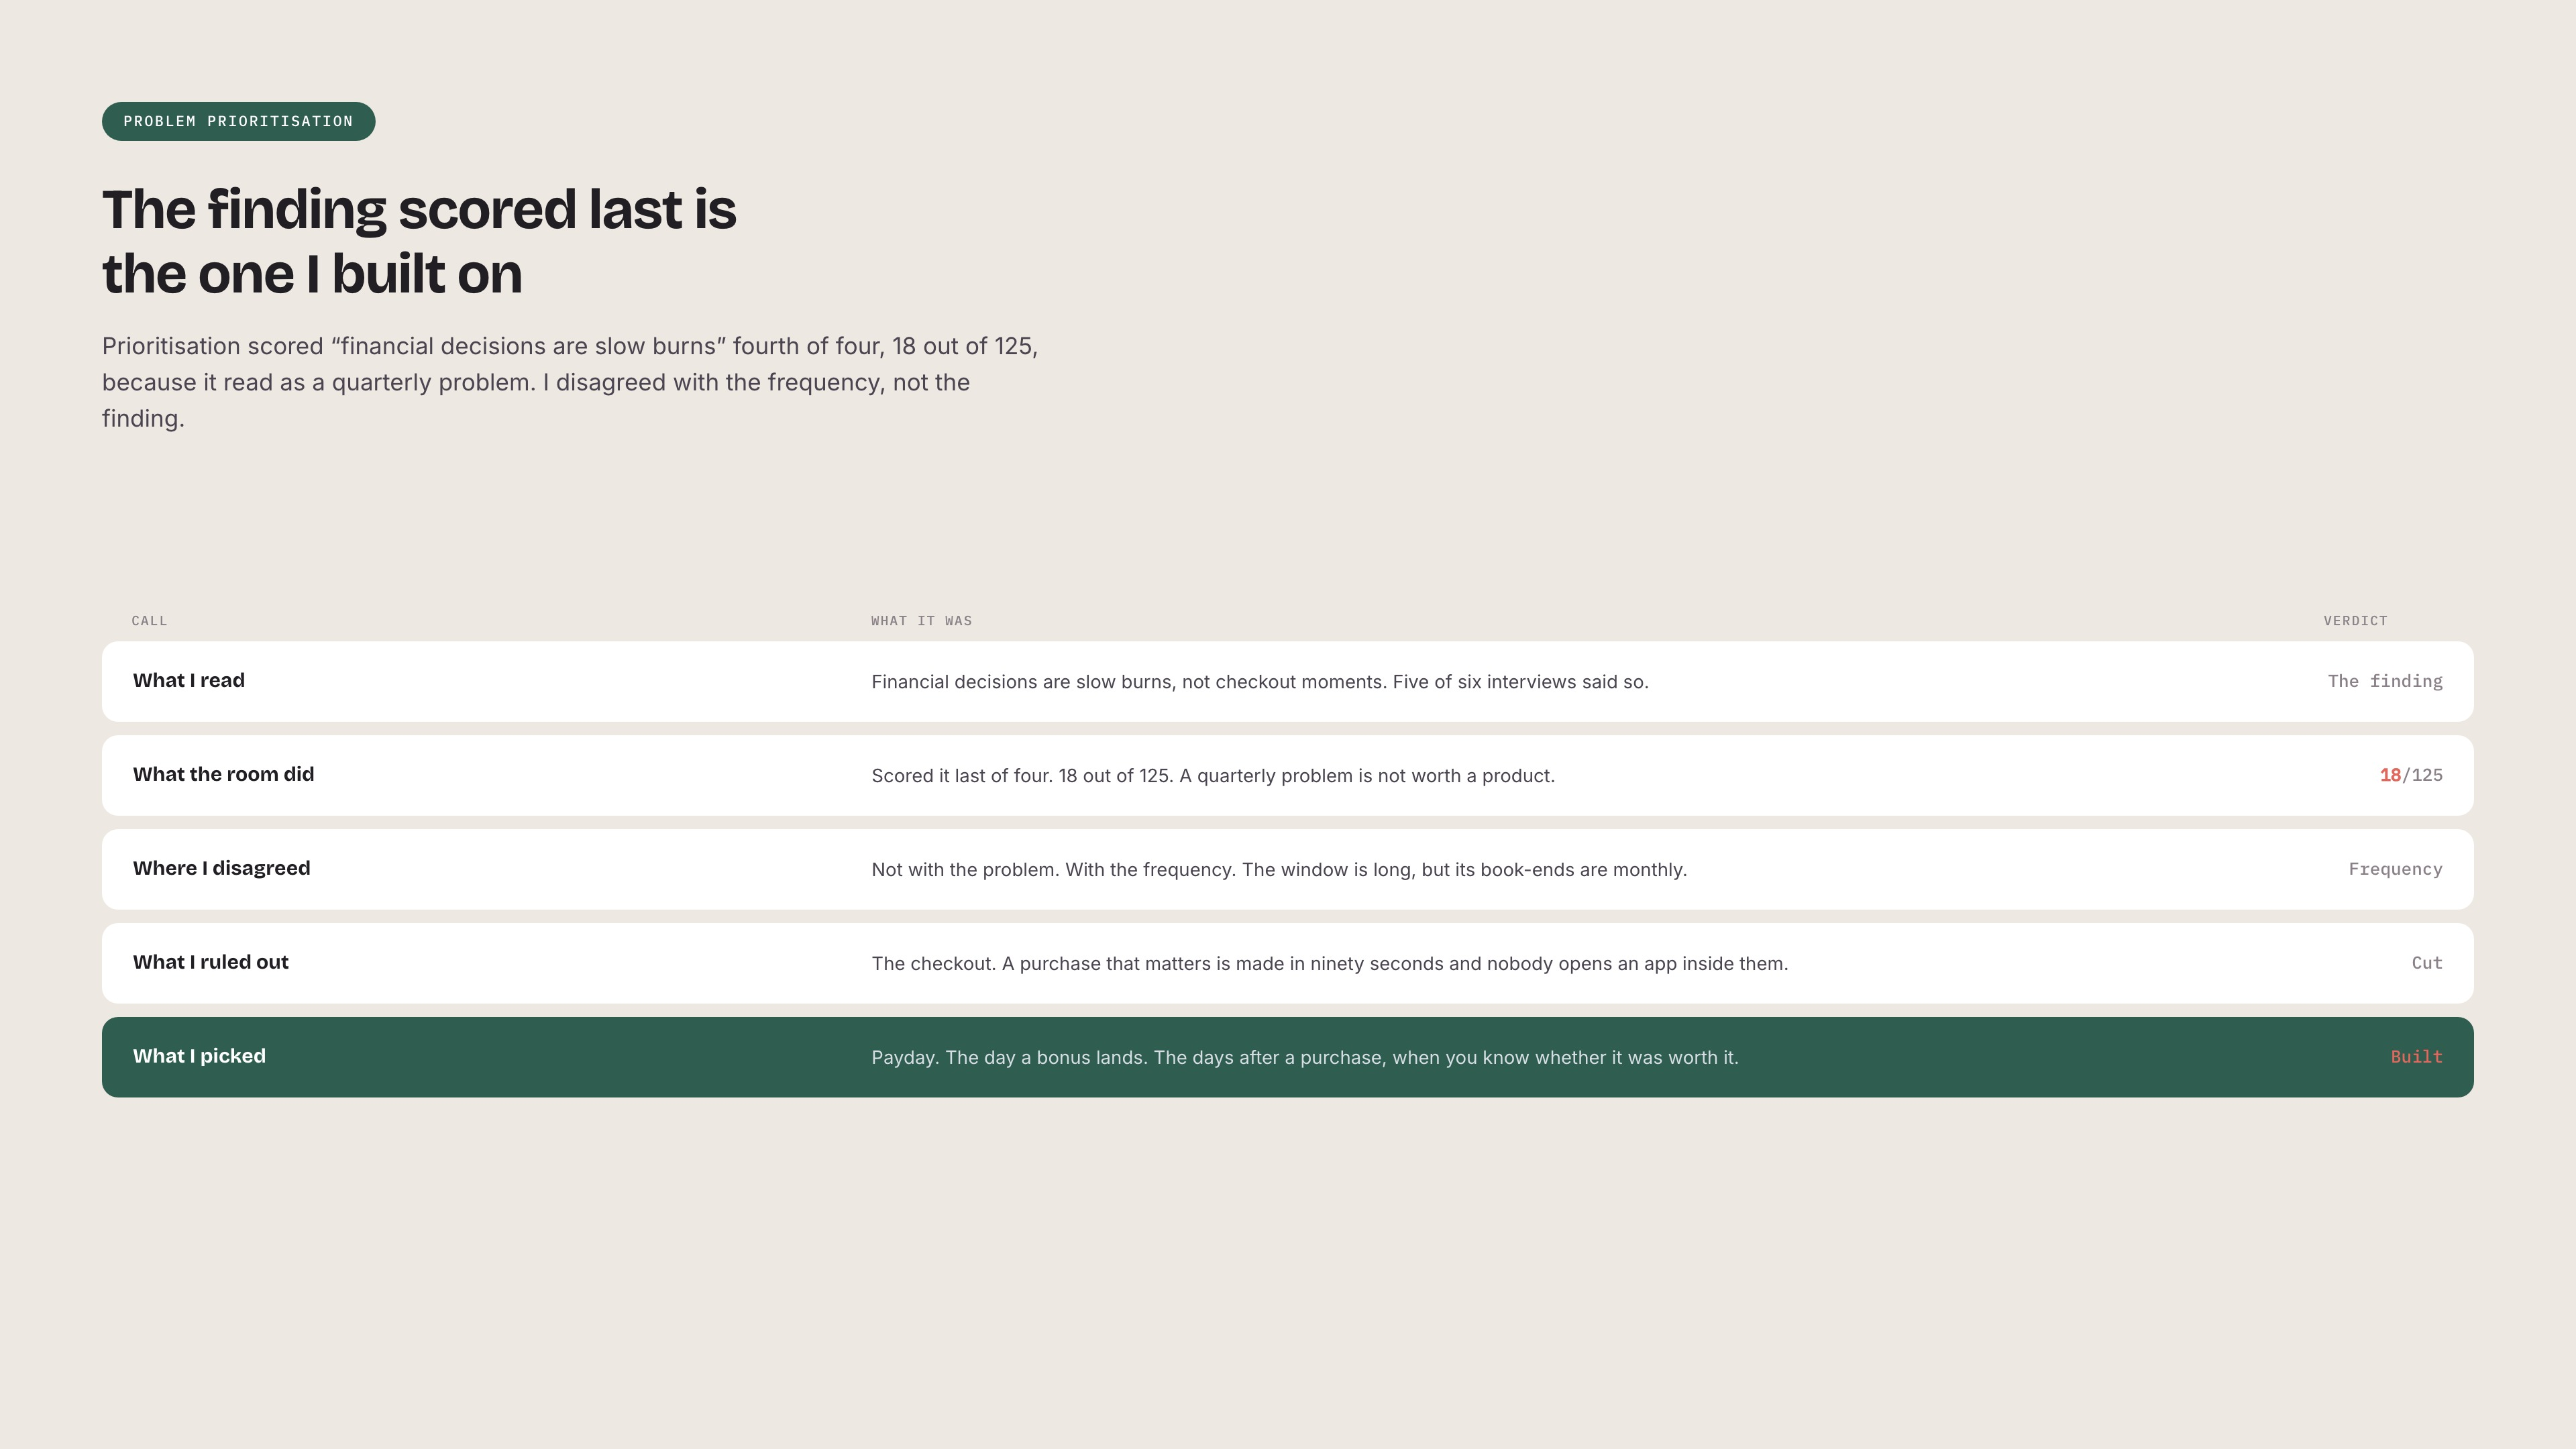 PROBLEM PRIORITISATION
The finding scored last is
the one I built on
Prioritisation scored “financial decisions are slow burns” fourth of four, 18 out of 125,
because it read as a quarterly problem. I disagreed with the frequency, not the
finding.
CALL WHAT IT WAS VERDICT
What I read Financial decisions are slow burns, not checkout moments. Five of six interviews said so. The finding
What the room did Scored it last of four. 18 out of 125. A quarterly problem is not worth a product. 18/125
Where I disagreed Not with the problem. With the frequency. The window is long, but its book-ends are monthly. Frequency
What I ruled out The checkout. A purchase that matters is made in ninety seconds and nobody opens an app inside them. Cut
What I picked Payday. The day a bonus lands. The days after a purchase, when you know whether it was worth it. Built